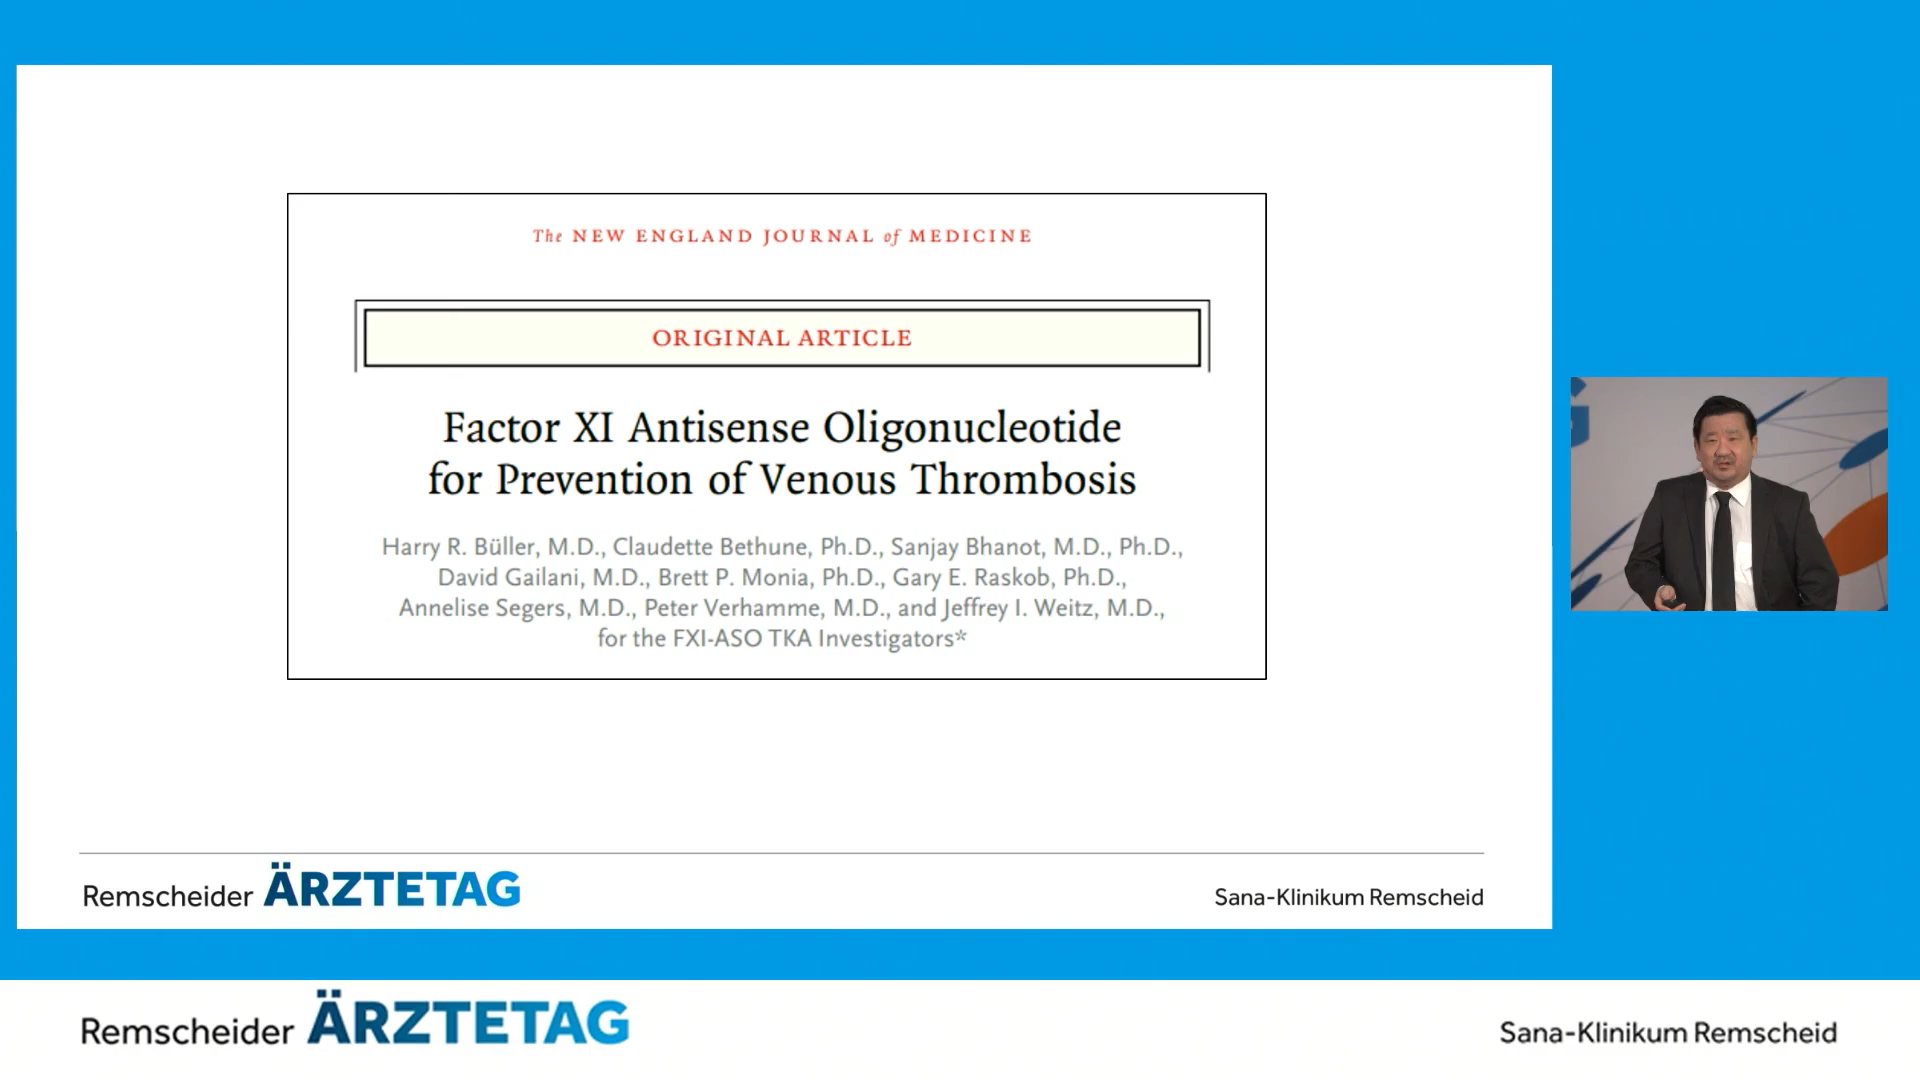 The NEW ENGLAND JOURNAL of MEDICINE
ORIGINAL ARTICLE
Factor XI Antisense Oligonucleotide
for Prevention of Venous Thrombosis
Harry R. Büller, M.D., Claudette Bethune, Ph.D., Sanjay Bhanot, M.D., Ph.D.,
David Gailani, M.D., Brett P. Monia, Ph.D., Gary E. Raskob, Ph.D.,
Annelise Segers, M.D., Peter Verhamme, M.D., and Jeffrey I. Weitz, M.D.,
for the FXI-ASO TKA Investigators*
G
Remscheider ÄRZTETAG
Sana-Klinikum Remscheid
Remscheider ÄRZTETAG
Sana-Klinikum Remscheid